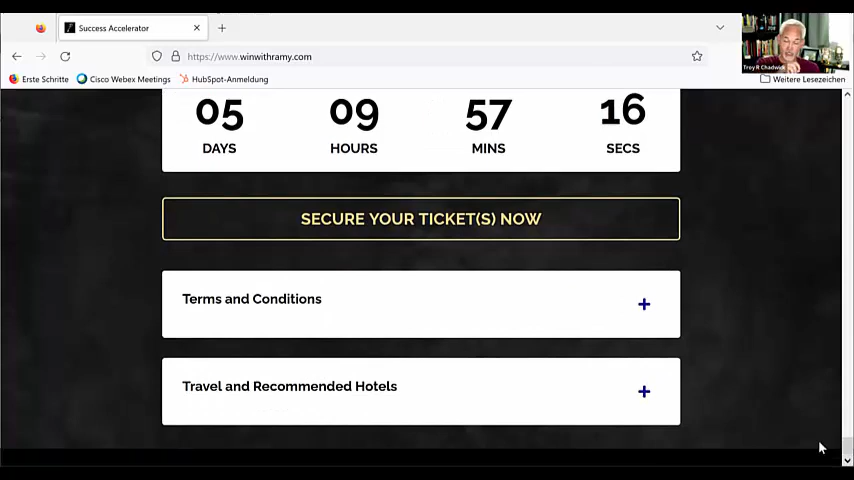 Success Accelerator
https://www.winwithramy.com
Erste Schritte
Cisco Webex Meetings
HubSpot-Anmeldung
Troy R Chadwick
Weitere Lesezeichen
05 09 57 16
DAYS HOURS MINS SECS
SECURE YOUR TICKET(S) NOW
Terms and Conditions
Travel and Recommended Hotels